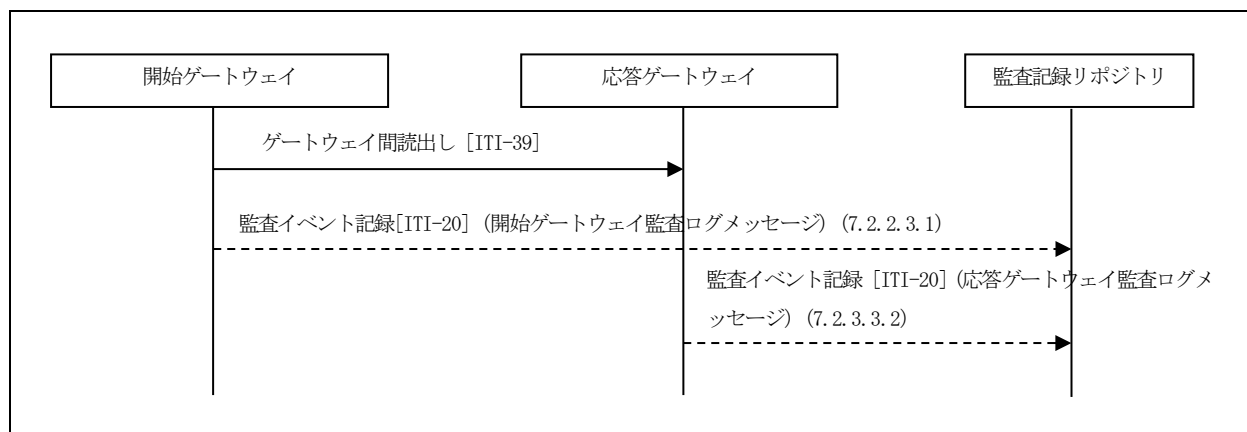 開始ゲートウェイ
応答ゲートウェイ
監査記録リポジトリ
ゲートウェイ間読出し [ITI-39]
監査イベント記録[ITI-20] (開始ゲートウェイ監査ログメッセージ) (7.2.2.3.1)
監査イベント記録 [ITI-20] (応答ゲートウェイ監査ログメ
ッセージ) (7.2.3.3.2)